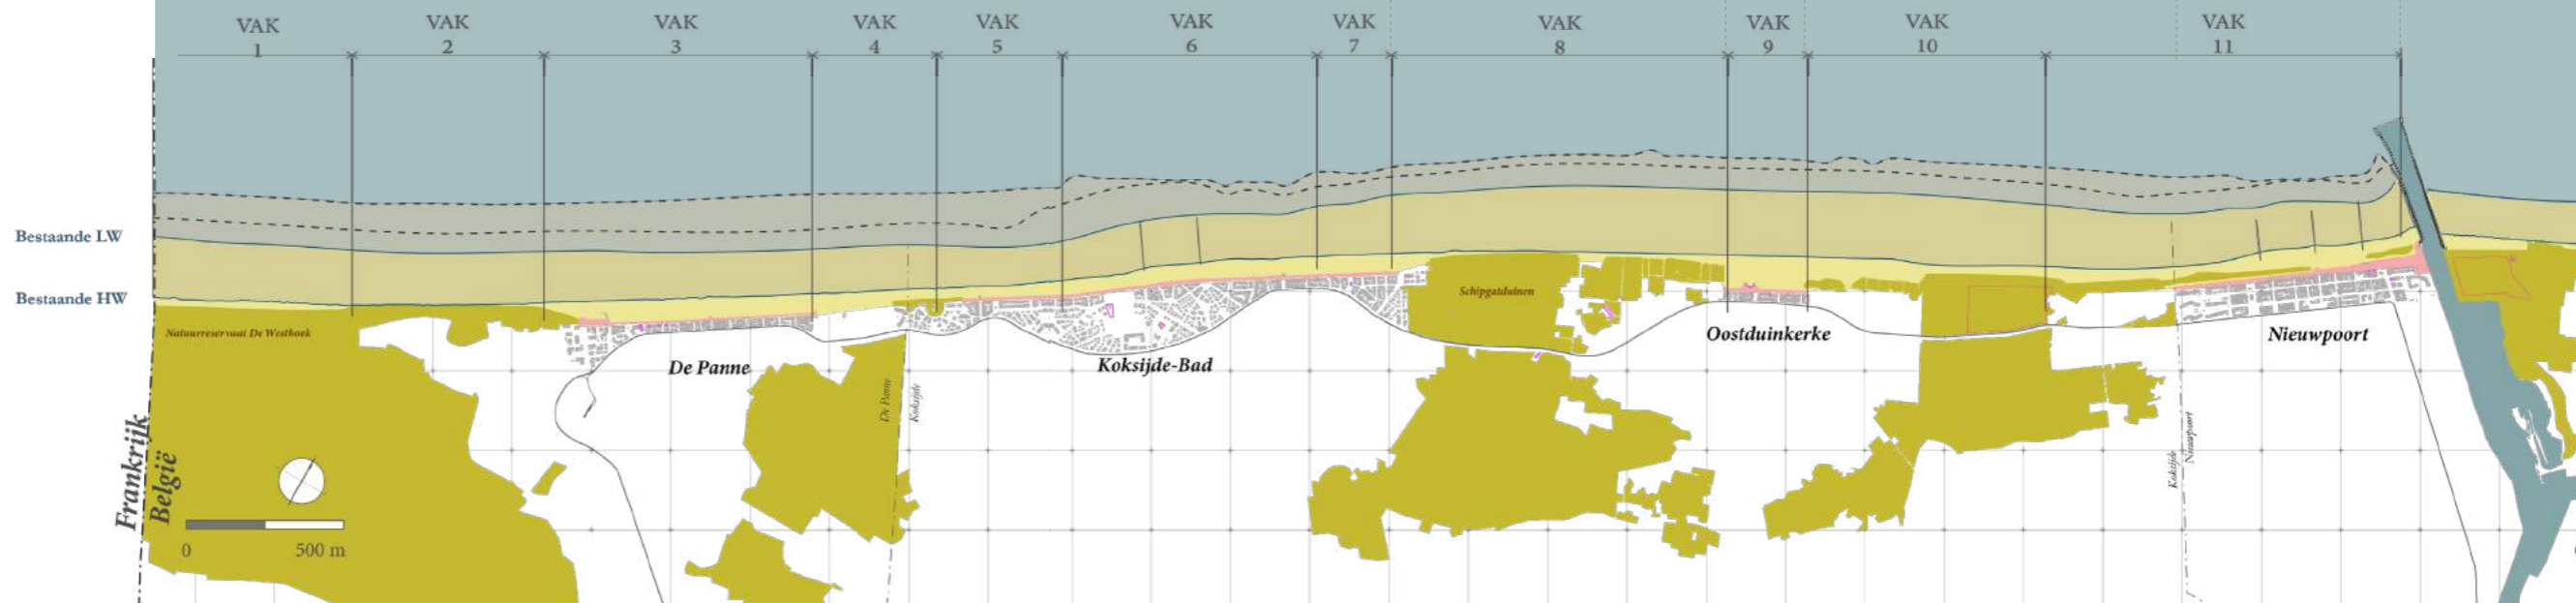 VAK VAK VAK VAK VAK VAK VAK VAK VAK VAK VAK
1 2 3 4 5 6 7 8 9 10 11
Bestaande LW
Bestaande HW
Schipgatduinen
Natuurreservaat De Westhoek
De Panne
Koksijde-Bad
Oostduinkerke
Nieuwpoort
De Panne
Koksijde
Koksijde
Nieuwpoort
Frankrijk
België
0 500 m